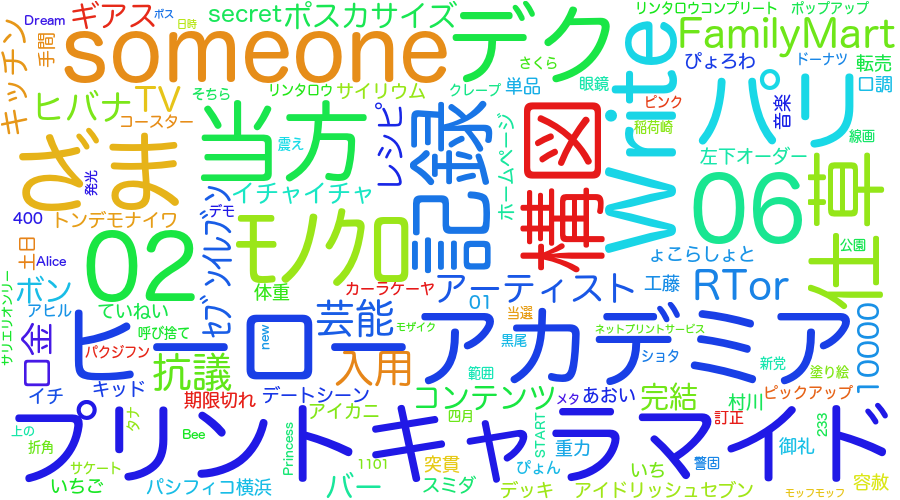 Dream ギアス ボス 日時 secret ポスカサイズ リンタロウコンプリート ポップアップ
キッチン 手間 someone デク さくら Write FamilyMart
ヒバナ TV そちら リンタロウ サイリウム クレープ 単品 眼鏡 ぴょろわ ドーナツ 転売 口調
コースター 震え レシピ 記録 ホームページ 構図 ピンク 稲荷崎 パリ 音楽 線画
ざま 発光 当方 左下オーダー
400 トンデモナイワ デモ セブンイレブン イチャイチャ モノクロ 06 仕草 公園
土日 Alice 02 体重 カーラケーヤ アーティスト 工藤 ょこらしょと RTor
サリエリオンリー アヒル ボン ていねい 芸能 01 当選 ネットプリントサービス 10000
口金 呼び捨て new モザイク 黒尾 ショタ 新党 塗り絵
パクジフン ヒーローアカデミア 範囲
イチ キッド 抗議 入用 コンテンツ メタ あおい 完結 村川 ピックアップ
上の 折角 タナ 期限切れ デートシーン アイカニ 四月 START 訂正 233
プリントキャラマイド
Bee Princess 1101 突貫 重力 警固 御礼
いちご サケート パシフィコ横浜 バー スミダ ぴょん デッキ いち アイドリッシュセブン 容赦 モッフモッフ